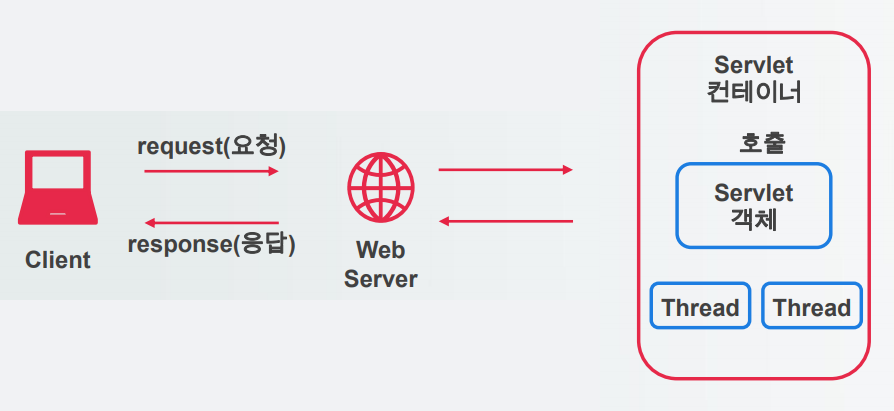 Client
request(요청)
response(응답)
Web
Server
Servlet
컨테이너
호출
Servlet
객체
Thread
Thread